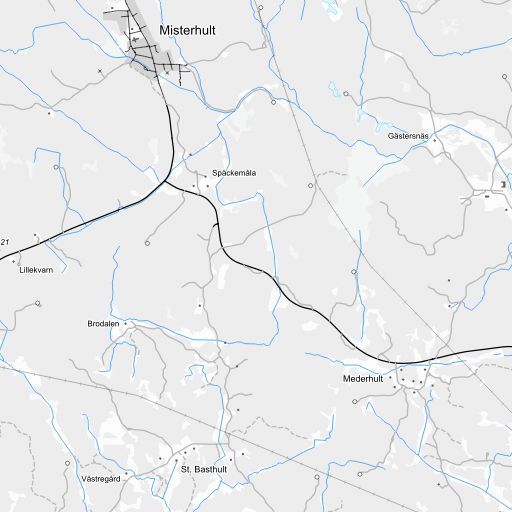 Misterhult
Gästersnäs
Späckemåla
21
Lillekvarn
Brodalen
Mederhult
St. Basthult
Västregård